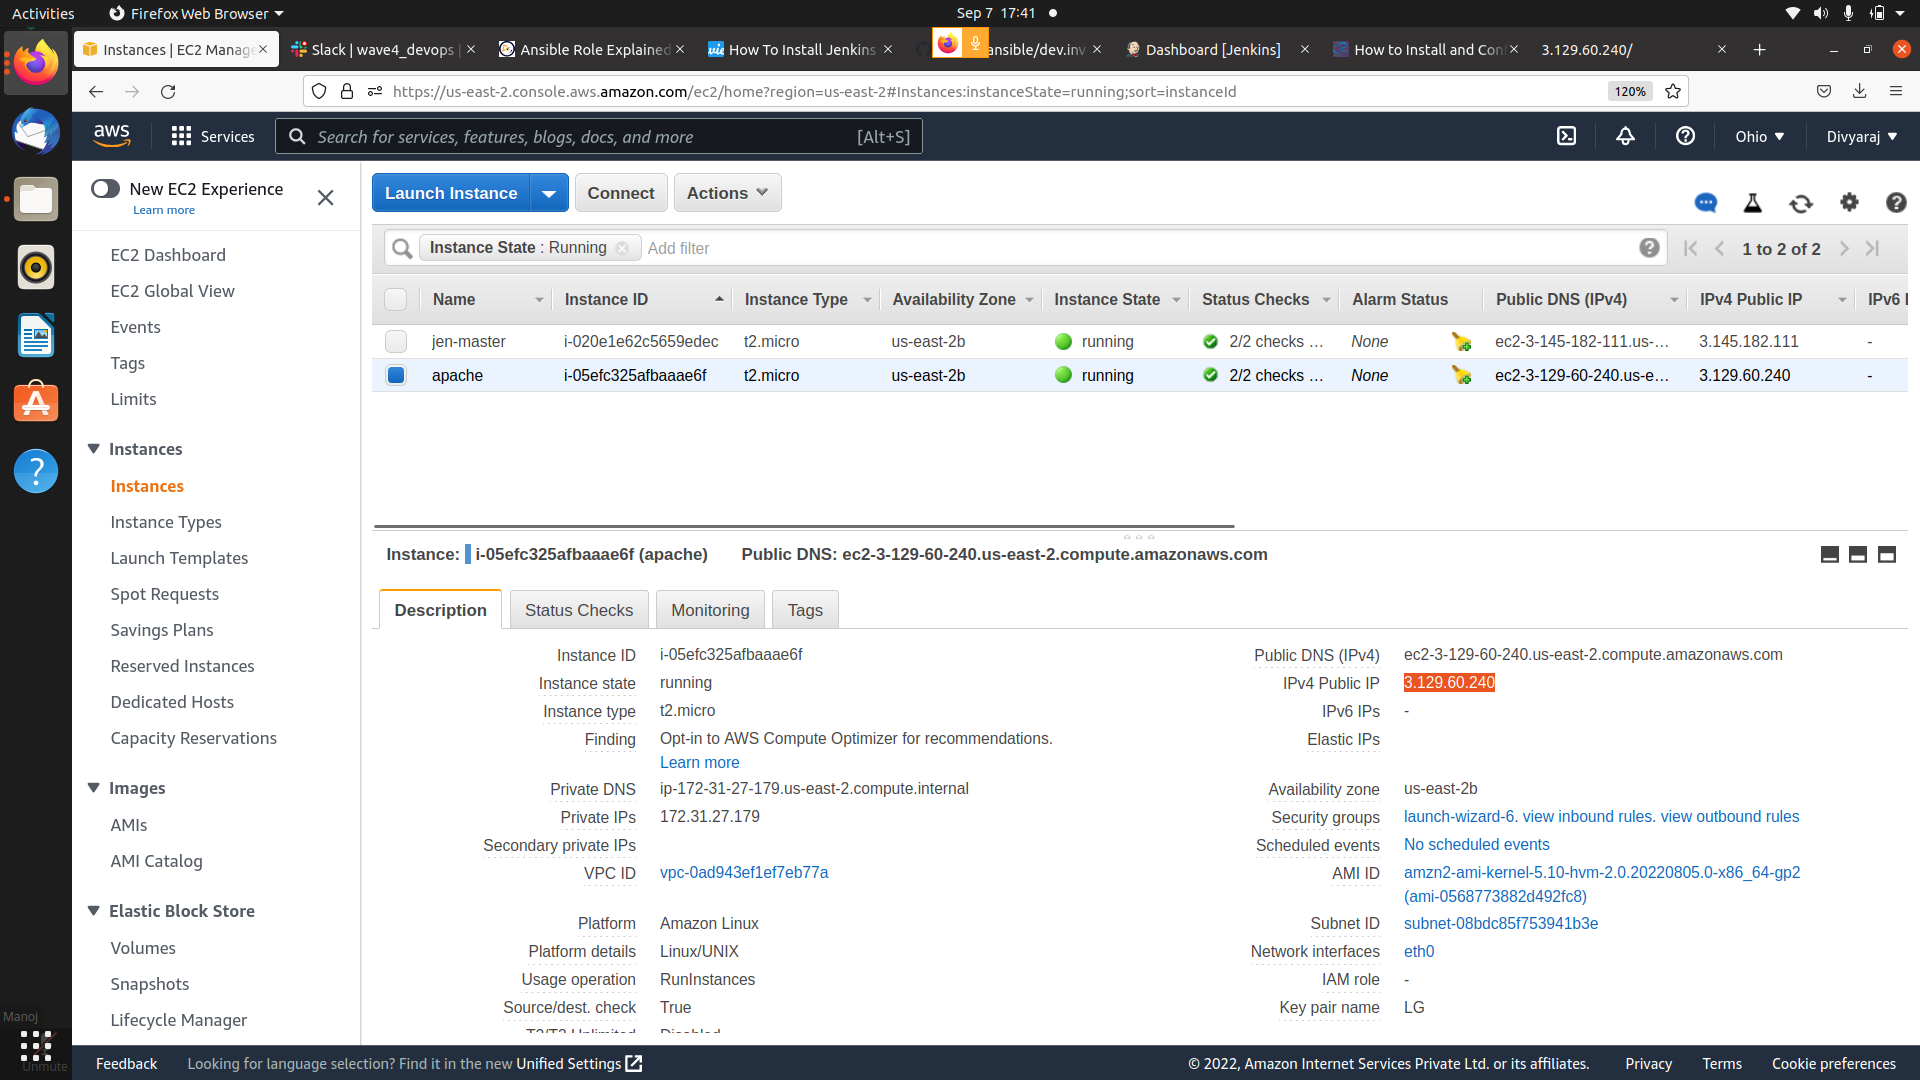 Activities
Firefox Web Browser
Sep 7 17:41
Instances | EC2 Manage
Slack | wave4_devops |
Ansible Role Explained
How To Install Jenkins
ansible/dev.inv
Dashboard [Jenkins]
How to Install and Con
3.129.60.240/
https://us-east-2.console.aws.amazon.com/ec2/home?region=us-east-2#Instances:instanceState=running;sort=instanceId
120%
aws
Services
Search for services, features, blogs, docs, and more
[Alt+S]
Ohio
Divyaraj
New EC2 Experience
Learn more
EC2 Dashboard
EC2 Global View
Events
Tags
Limits
Instances
Instances
Instance Types
Launch Templates
Spot Requests
Savings Plans
Reserved Instances
Dedicated Hosts
Capacity Reservations
Images
AMIs
AMI Catalog
Elastic Block Store
Volumes
Snapshots
Lifecycle Manager
Launch Instance
Connect
Actions
Instance State : Running
Add filter
1 to 2 of 2
Name Instance ID Instance Type Availability Zone Instance State Status Checks Alarm Status Public DNS (IPv4) IPv4 Public IP IPv6 I
jen-master i-020e1e62c5659edec t2.micro us-east-2b running 2/2 checks ... None ec2-3-145-182-111.us-... 3.145.182.111 -
apache i-05efc325afbaaae6f t2.micro us-east-2b running 2/2 checks ... None ec2-3-129-60-240.us-e... 3.129.60.240 -
Instance: i-05efc325afbaaae6f (apache) Public DNS: ec2-3-129-60-240.us-east-2.compute.amazonaws.com
Description
Status Checks
Monitoring
Tags
Instance ID i-05efc325afbaaae6f
Instance state running
Instance type t2.micro
Finding Opt-in to AWS Compute Optimizer for recommendations.
Learn more
Private DNS ip-172-31-27-179.us-east-2.compute.internal
Private IPs 172.31.27.179
Secondary private IPs
VPC ID vpc-0ad943ef1ef7eb77a
Platform Amazon Linux
Platform details Linux/UNIX
Usage operation RunInstances
Source/dest. check True
T2/T3 Unlimited Disabled
Public DNS (IPv4) ec2-3-129-60-240.us-east-2.compute.amazonaws.com
IPv4 Public IP 3.129.60.240
IPv6 IPs -
Elastic IPs
Availability zone us-east-2b
Security groups launch-wizard-6. view inbound rules. view outbound rules
Scheduled events No scheduled events
AMI ID amzn2-ami-kernel-5.10-hvm-2.0.20220805.0-x86_64-gp2
(ami-0568773882d492fc8)
Subnet ID subnet-08bdc85f753941b3e
Network interfaces eth0
IAM role -
Key pair name LG
Manoj
Unmute
Feedback
Looking for language selection? Find it in the new Unified Settings
© 2022, Amazon Internet Services Private Ltd. or its affiliates.
Privacy
Terms
Cookie preferences